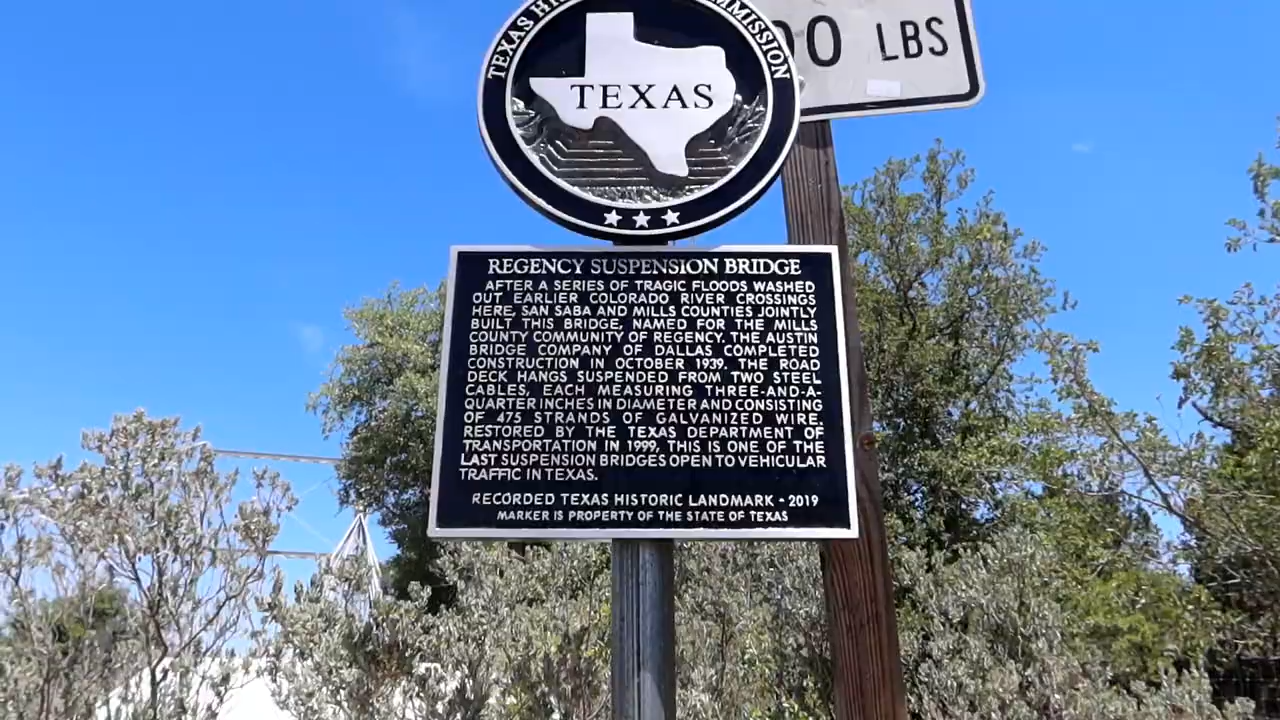 TEXAS COMMISSION
TEXAS
0 LBS
REGENCY SUSPENSION BRIDGE
AFTER A SERIES OF TRAGIC FLOODS WASHED
OUT EARLIER COLORADO RIVER CROSSINGS
HERE, SAN SABA AND MILLS COUNTIES JOINTLY
BUILT THIS BRIDGE, NAMED FOR THE MILLS
COUNTY COMMUNITY OF REGENCY. THE AUSTIN
BRIDGE COMPANY OF DALLAS COMPLETED
CONSTRUCTION IN OCTOBER 1939. THE ROAD
DECK HANGS SUSPENDED FROM TWO STEEL
CABLES, EACH MEASURING THREE-AND-A-
QUARTER INCHES IN DIAMETER AND CONSISTING
OF 475 STRANDS OF GALVANIZED WIRE.
RESTORED BY THE TEXAS DEPARTMENT OF
TRANSPORTATION IN 1999, THIS IS ONE OF THE
LAST SUSPENSION BRIDGES OPEN TO VEHICULAR
TRAFFIC IN TEXAS.
RECORDED TEXAS HISTORIC LANDMARK - 2019
MARKER IS PROPERTY OF THE STATE OF TEXAS